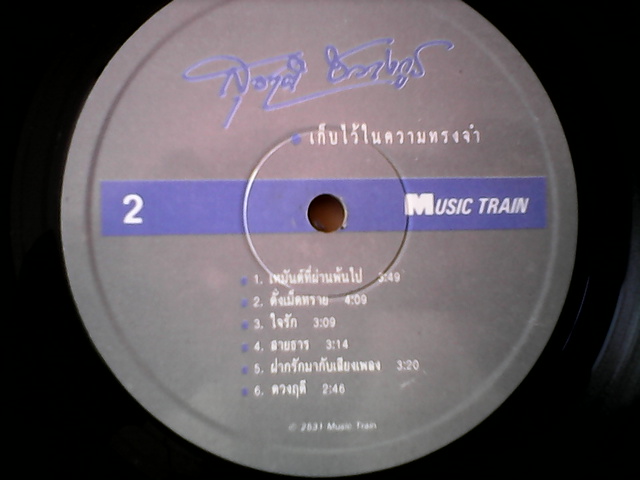 เก็บไว้ในความทรงจำ
2 MUSIC TRAIN
1. เหมันต์ที่ผ่านพ้นไป 3:49
2. ดั่งเม็ดทราย 4:09
3. ใจรัก 3:09
4. สายธาร 3:14
5. ฝากรักมากับเสียงเพลง 3:20
6. ดวงฤดี 2:46
© 2531 Music Train